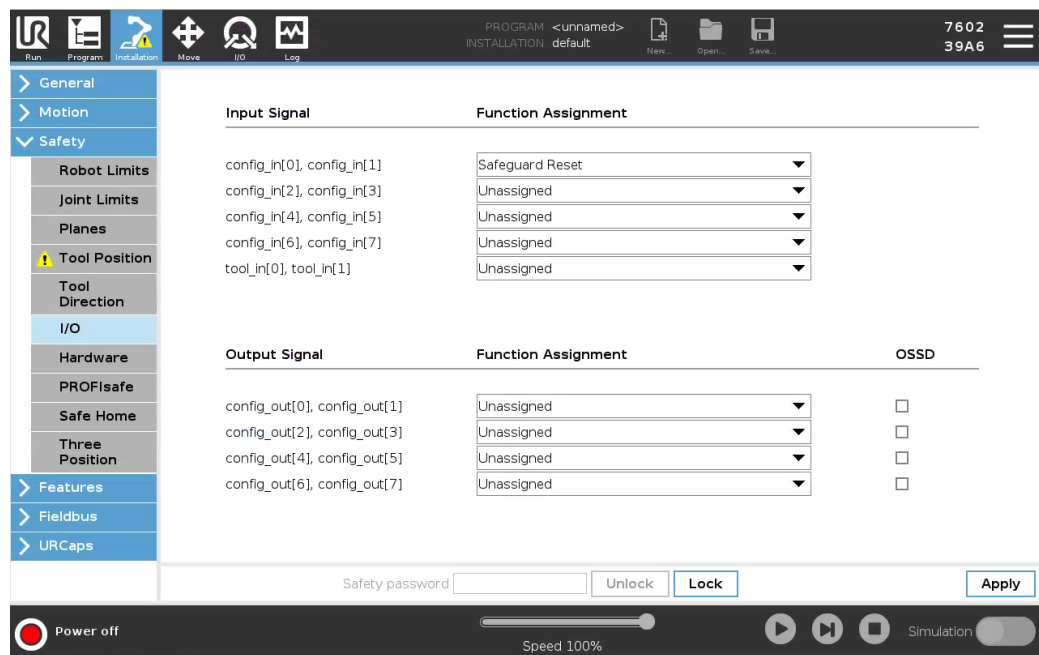 PROGRAM <unnamed>
INSTALLATION default
7602
39A6
Run Program Installation Move I/O Log New... Open... Save...
General
Motion
Safety
Robot Limits
Joint Limits
Planes
Tool Position
Tool
Direction
I/O
Hardware
PROFIsafe
Safe Home
Three
Position
Features
Fieldbus
URCaps
Input Signal Function Assignment
config_in[0], config_in[1] Safeguard Reset
config_in[2], config_in[3] Unassigned
config_in[4], config_in[5] Unassigned
config_in[6], config_in[7] Unassigned
tool_in[0], tool_in[1] Unassigned
Output Signal Function Assignment OSSD
config_out[0], config_out[1] Unassigned
config_out[2], config_out[3] Unassigned
config_out[4], config_out[5] Unassigned
config_out[6], config_out[7] Unassigned
Safety password Unlock Lock Apply
Power off
Speed 100%
Simulation